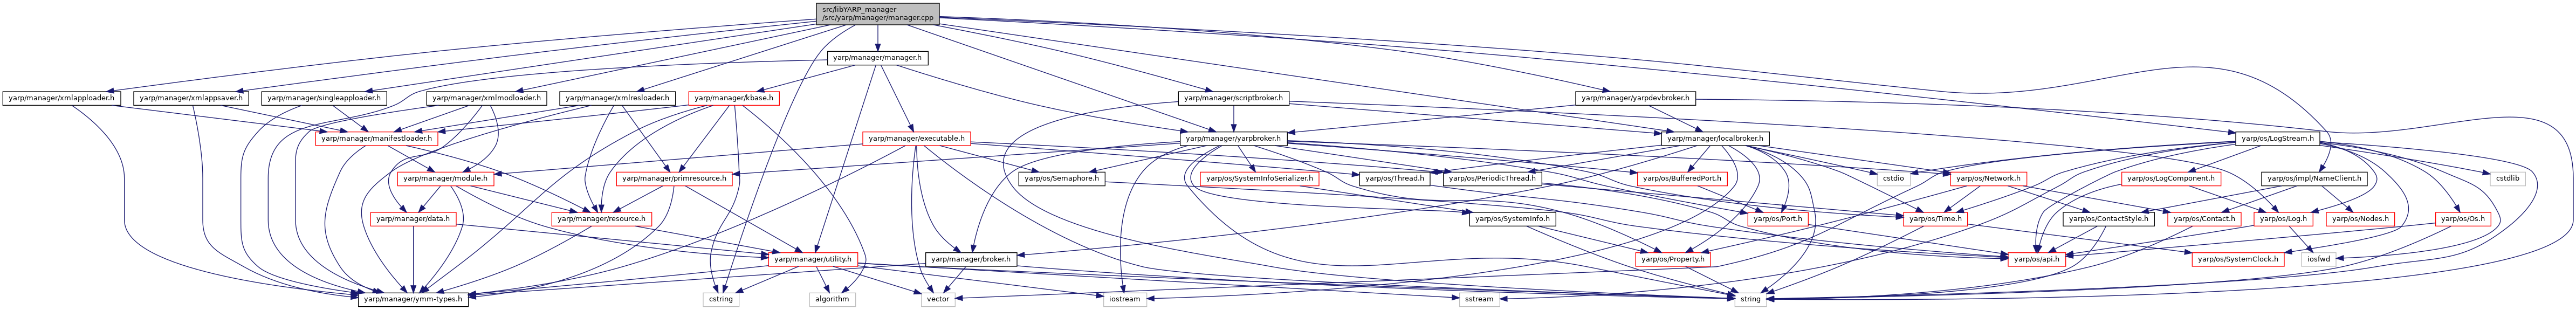 src/libYARP_manager
/src/yarp/manager/manager.cpp
yarp/manager/manager.h
yarp/manager/xmlapploader.h
yarp/manager/xmlappsaver.h
yarp/manager/singleapploader.h
yarp/manager/xmlmodloader.h
yarp/manager/xmlresloader.h
yarp/manager/kbase.h
yarp/manager/scriptbroker.h
yarp/manager/yarpdevbroker.h
yarp/manager/manifestloader.h
yarp/manager/executable.h
yarp/manager/yarpbroker.h
yarp/manager/localbroker.h
yarp/os/LogStream.h
yarp/manager/module.h
yarp/manager/primresource.h
yarp/os/Semaphore.h
yarp/os/SystemInfoSerializer.h
yarp/os/Thread.h
yarp/os/PeriodicThread.h
yarp/os/BufferedPort.h
cstdio
yarp/os/Network.h
yarp/os/LogComponent.h
yarp/os/impl/NameClient.h
cstdlib
yarp/manager/data.h
yarp/manager/resource.h
yarp/os/SystemInfo.h
yarp/os/Port.h
yarp/os/Time.h
yarp/os/ContactStyle.h
yarp/os/Contact.h
yarp/os/Log.h
yarp/os/Nodes.h
yarp/os/Os.h
yarp/manager/utility.h
yarp/manager/broker.h
yarp/os/Property.h
yarp/os/api.h
yarp/os/SystemClock.h
iosfwd
yarp/manager/ymm-types.h
cstring
algorithm
vector
iostream
sstream
string